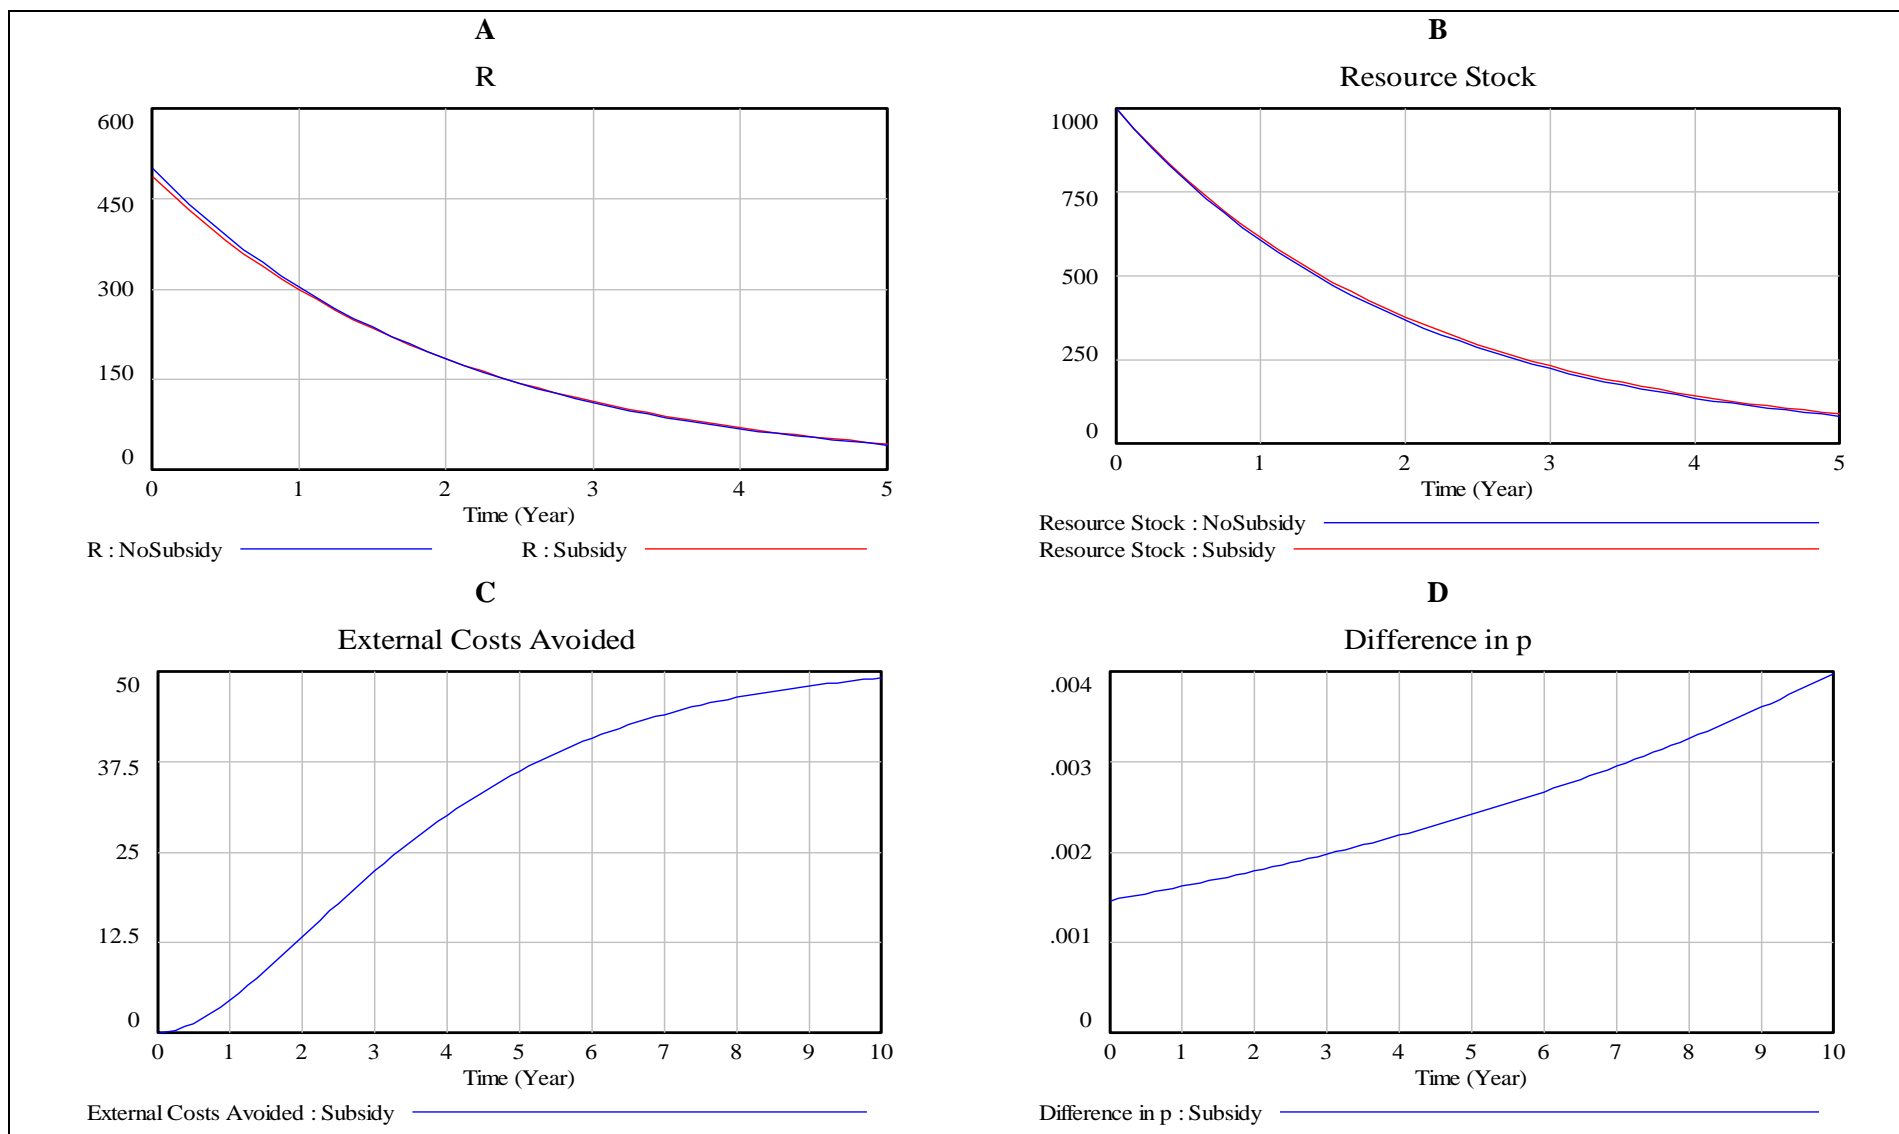 A
R
600
450
300
150
0
0 1 2 3 4 5
Time (Year)
R : NoSubsidy R : Subsidy
B
Resource Stock
1000
750
500
250
0
0 1 2 3 4 5
Time (Year)
Resource Stock : NoSubsidy
Resource Stock : Subsidy
C
External Costs Avoided
50
37.5
25
12.5
0
0 1 2 3 4 5 6 7 8 9 10
Time (Year)
External Costs Avoided : Subsidy
D
Difference in p
.004
.003
.002
.001
0
0 1 2 3 4 5 6 7 8 9 10
Time (Year)
Difference in p : Subsidy